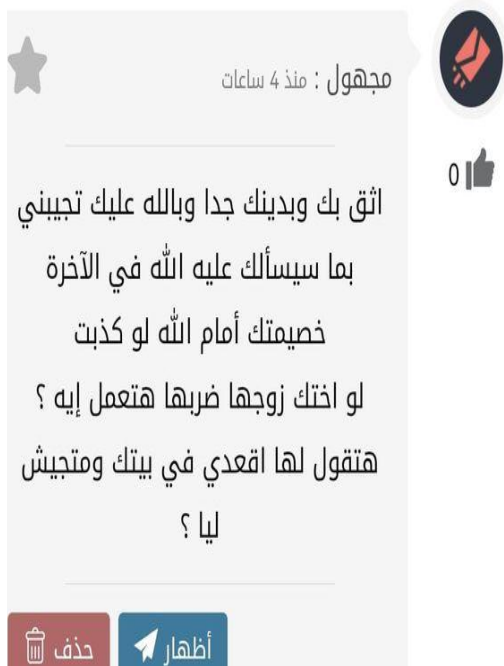 مجهول : منذ 4 ساعات
0
اثق بك وبدينك جدا وبالله عليك تجيبني
بما سيسألك عليه الله في الآخرة
خصيمتك أمام الله لو كذبت
لو اختك زوجها ضربها هتعمل إيه ؟
هتقول لها اقعدي في بيتك ومتجيش
ليا ؟
أظهار
حذف